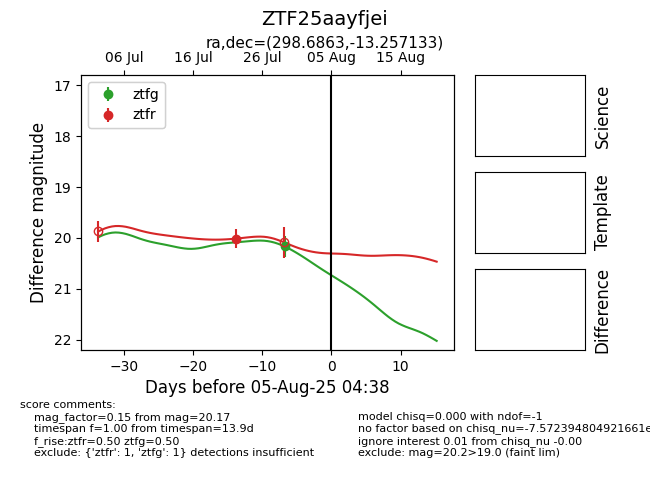 ZTF25aayfjei
ra,dec=(298.6863,-13.257133)
06 Jul
16 Jul
26 Jul
05 Aug
15 Aug
17
18
19
20
21
22
Difference magnitude
ztfg
ztfr
Science
Template
Difference
−30
−20
−10
0
10
Days before 05-Aug-25 04:38
score comments:
mag_factor=0.15 from mag=20.17
timespan f=1.00 from timespan=13.9d
f_rise:ztfr=0.50 ztfg=0.50
exclude: {'ztfr': 1, 'ztfg': 1} detections insufficient
model chisq=0.000 with ndof=-1
no factor based on chisq_nu=-7.572394804921661e
ignore interest 0.01 from chisq_nu -0.00
exclude: mag=20.2>19.0 (faint lim)